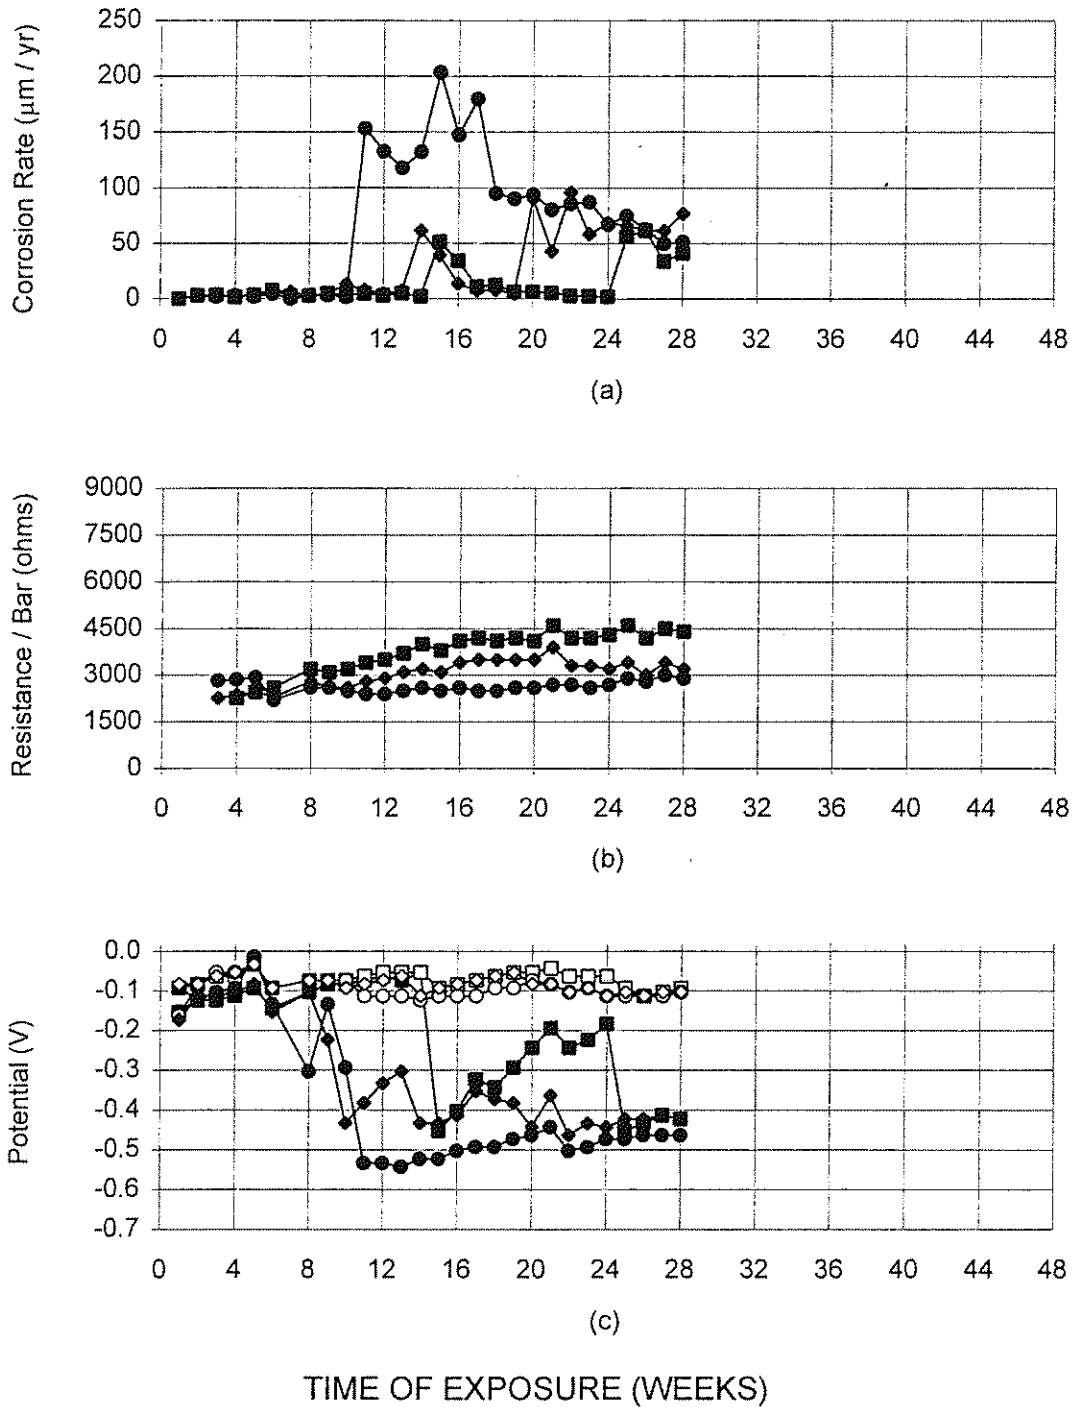 250
200
150
100
50
0
Corrosion Rate (μm / yr)
0 4 8 12 16 20 24 28 32 36 40 44 48
(a)
9000
7500
6000
4500
3000
1500
0
Resistance / Bar (ohms)
0 4 8 12 16 20 24 28 32 36 40 44 48
(b)
0.0
-0.1
-0.2
-0.3
-0.4
-0.5
-0.6
-0.7
Potential (V)
0 4 8 12 16 20 24 28 32 36 40 44 48
(c)
TIME OF EXPOSURE (WEEKS)